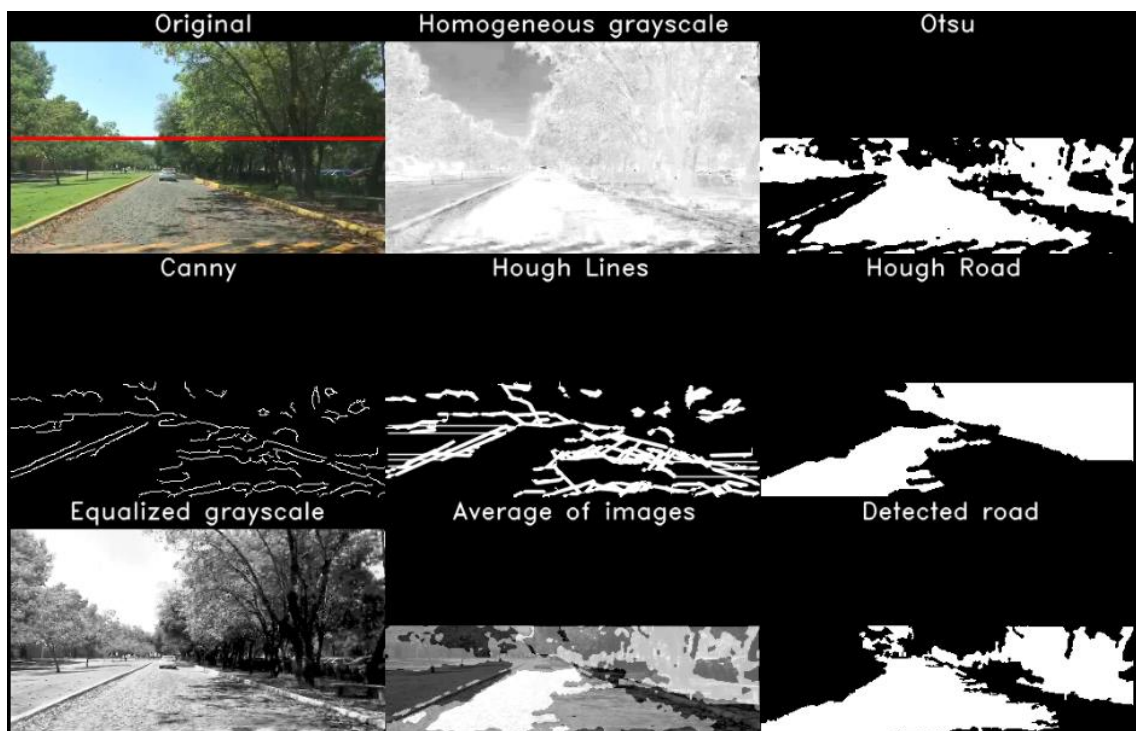 Original
Homogeneous grayscale
Otsu
Canny
Hough Lines
Hough Road
Equalized grayscale
Average of images
Detected road